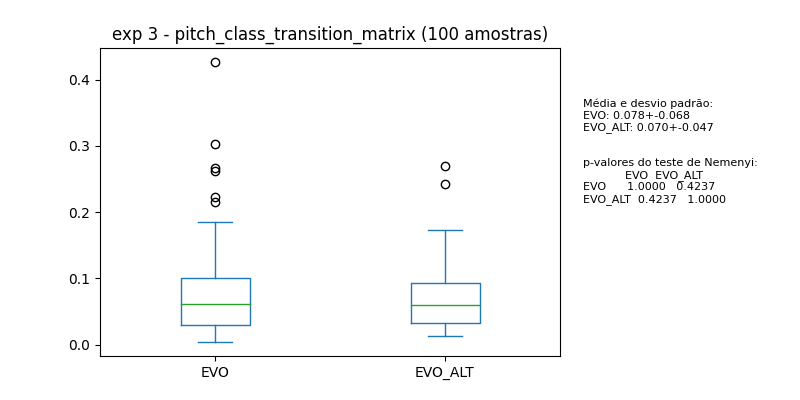 exp 3 - pitch_class_transition_matrix (100 amostras)
0.4
0.3
0.2
0.1
0.0
EVO
EVO_ALT
Média e desvio padrão:
EVO: 0.078+-0.068
EVO_ALT: 0.070+-0.047
p-valores do teste de Nemenyi:
EVO EVO_ALT
EVO 1.0000 0.4237
EVO_ALT 0.4237 1.0000